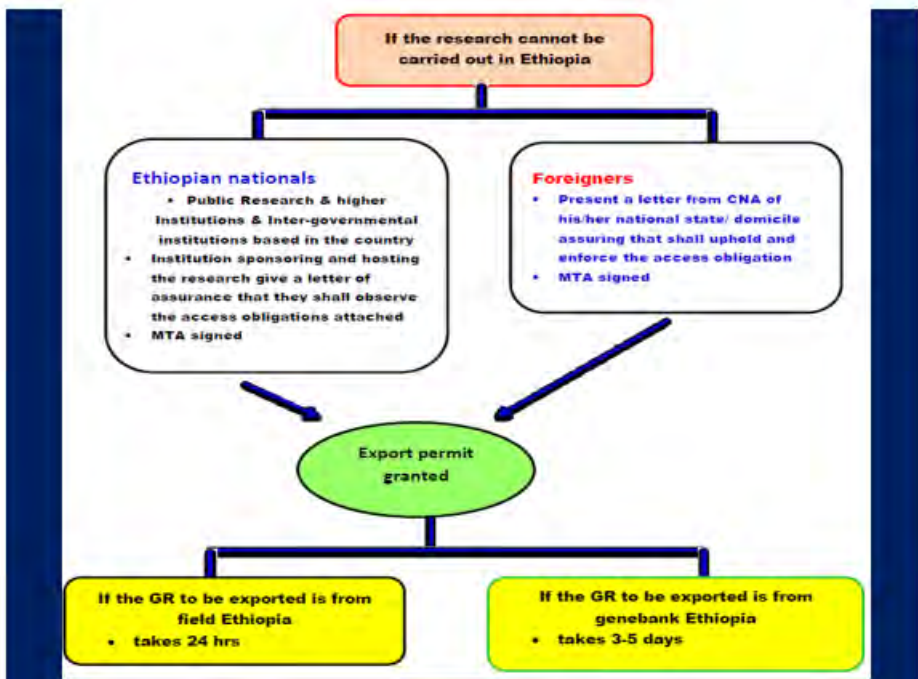 If the research cannot be
carried out in Ethiopia
Ethiopian nationals
• Public Research & higher
Institutions & Inter-governmental
institutions based in the country
• Institution sponsoring and hosting
the research give a letter of
assurance that they shall observe
the access obligations attached
• MTA signed
Foreigners
• Present a letter from CNA of
his/her national state/ domicile
assuring that shall uphold and
enforce the access obligation
• MTA signed
Export permit
granted
If the GR to be exported is from
field Ethiopia
• takes 24 hrs
If the GR to be exported is from
genebank Ethiopia
• takes 3-5 days